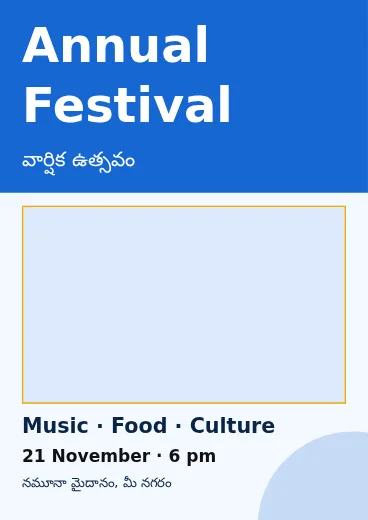 Annual
Festival
వార్షిక ఉత్సవం
Music · Food · Culture
21 November · 6 pm
నమూనా మైదానం, మీ నగరం